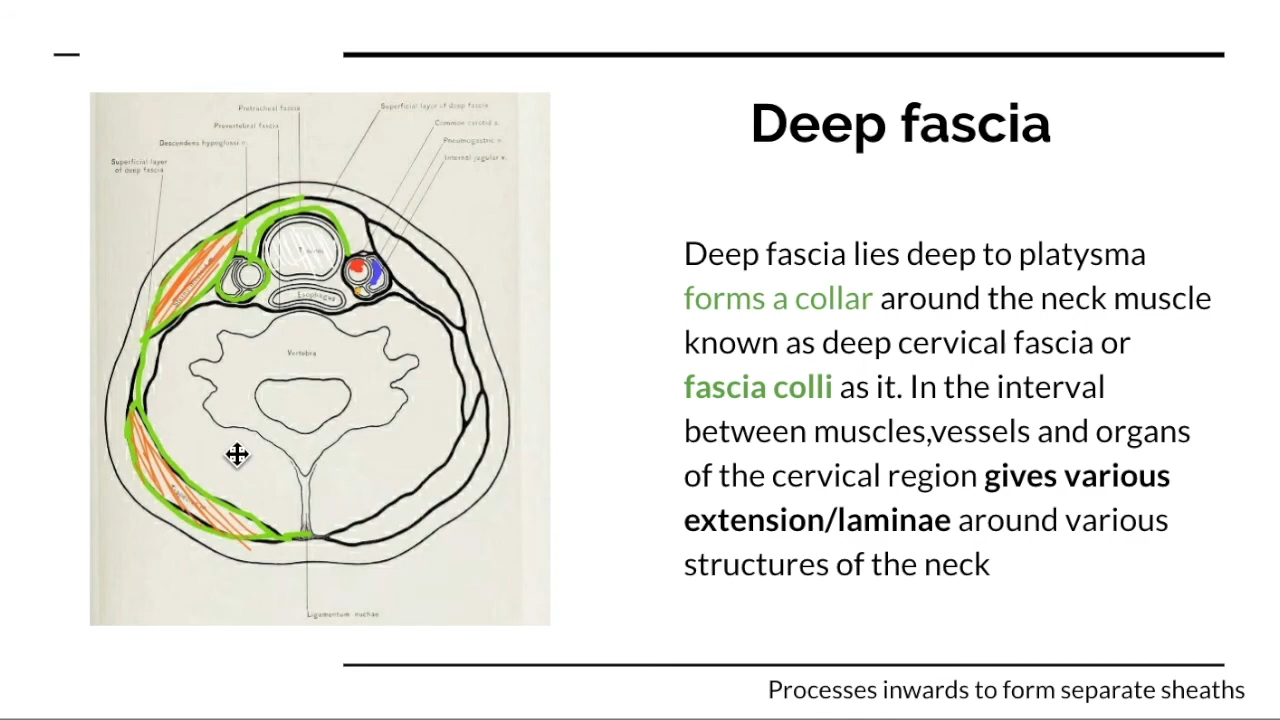 Pretracheal fascia
Superficial layer of deep fascia
Prevertebral fascia
Common carotid a.
Descendens hypoglossi n.
Pneumogastric n.
Superficial layer
of deep fascia
Internal jugular v.
Esophagus
Vertebra
Ligamentum nuchae
Deep fascia
Deep fascia lies deep to platysma
forms a collar around the neck muscle
known as deep cervical fascia or
fascia colli as it. In the interval
between muscles,vessels and organs
of the cervical region gives various
extension/laminae around various
structures of the neck
Processes inwards to form separate sheaths